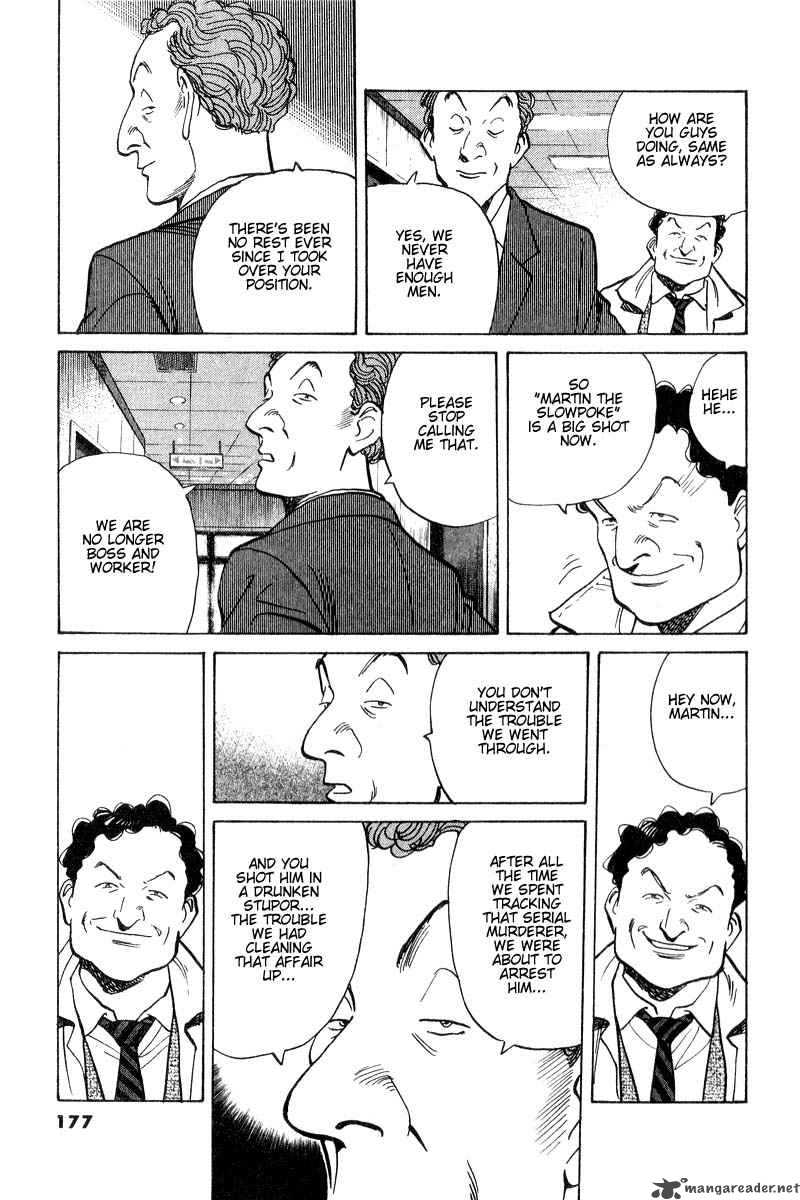 HOW ARE
YOU GUYS
DOING, SAME
AS ALWAYS?
YES, WE
NEVER
HAVE
ENOUGH
MEN.
THERE'S BEEN
NO REST EVER
SINCE I TOOK
OVER YOUR
POSITION.
HEHE
HE...
SO
"MARTIN THE
SLOWPOKE"
IS A BIG SHOT
NOW.
PLEASE
STOP
CALLING
ME THAT.
WE ARE
NO LONGER
BOSS AND
WORKER!
HEY NOW,
MARTIN...
YOU DON'T
UNDERSTAND
THE TROUBLE
WE WENT
THROUGH.
AFTER ALL
THE TIME
WE SPENT
TRACKING
THAT SERIAL
MURDERER,
WE WERE
ABOUT TO
ARREST
HIM...
AND YOU
SHOT HIM IN
A DRUNKEN
STUPOR...
THE TROUBLE
WE HAD
CLEANING
THAT AFFAIR
UP...
177
mangareader.net